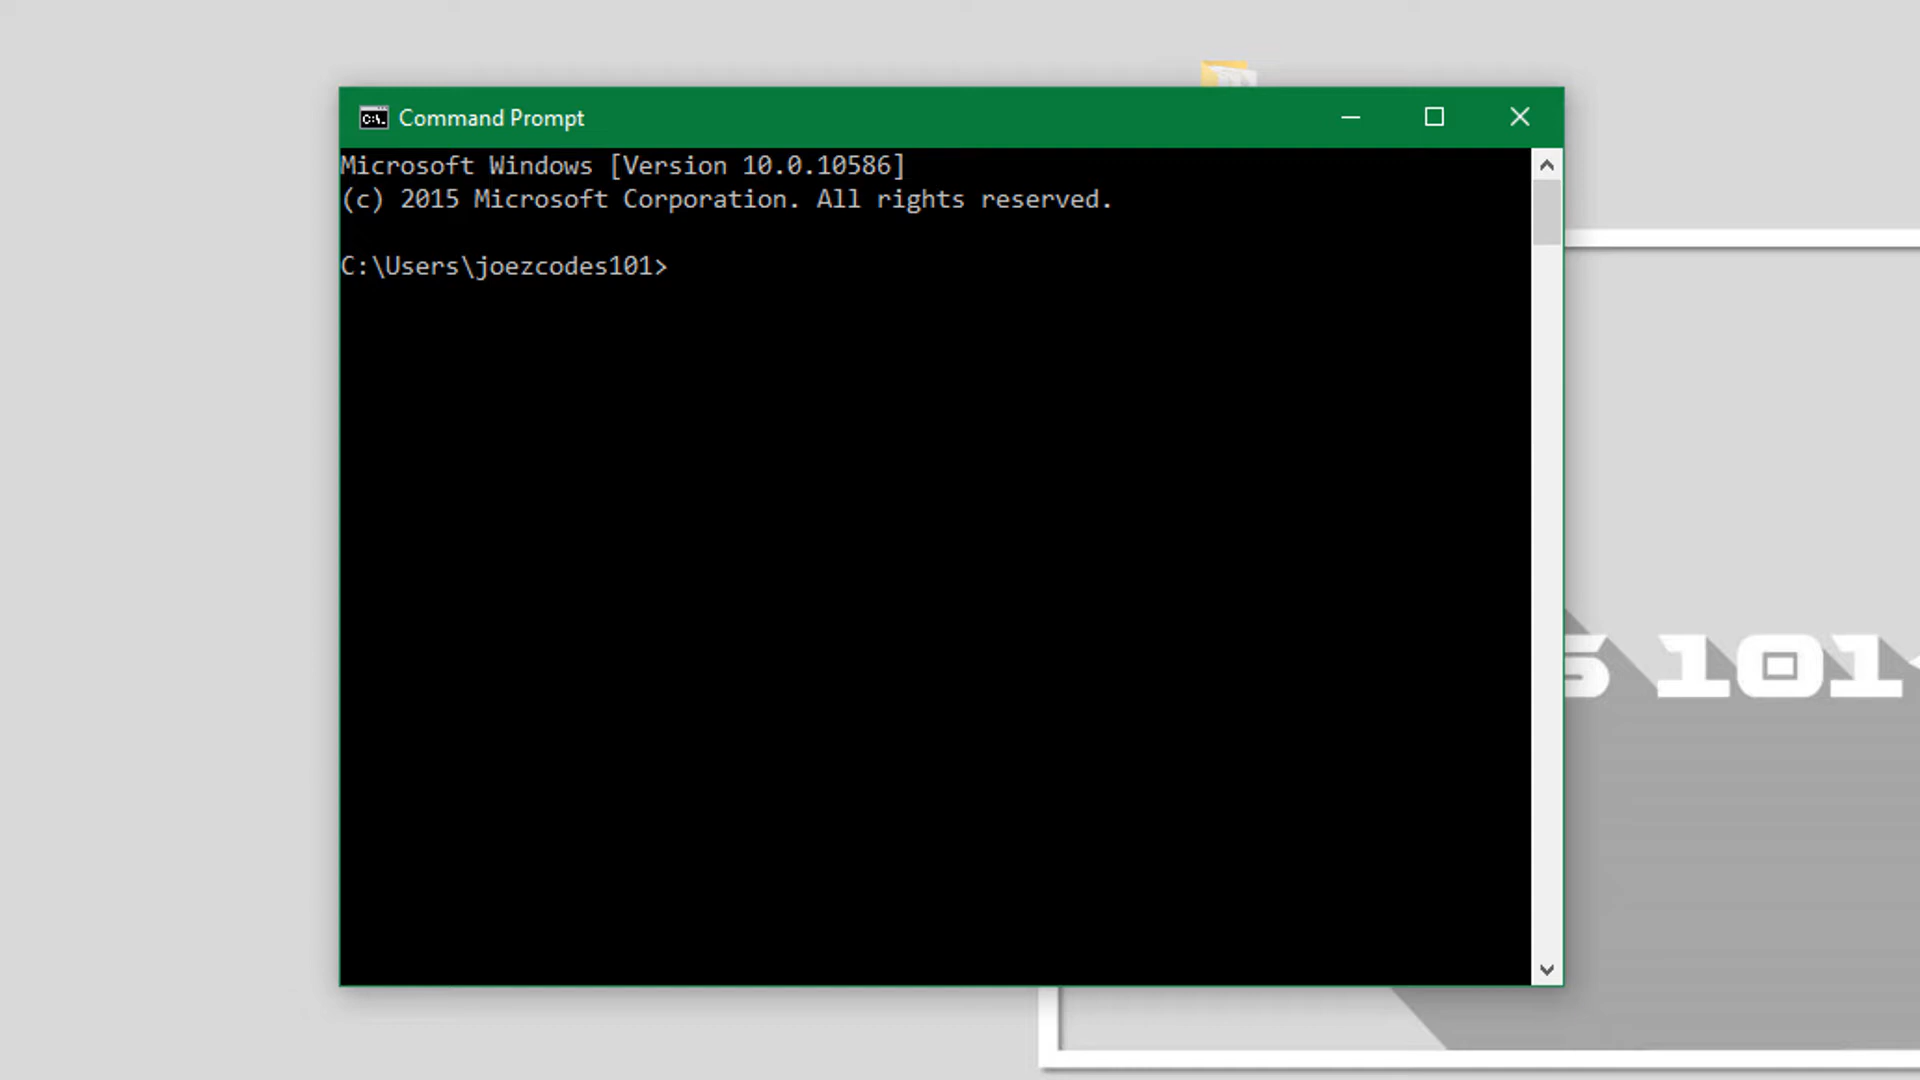 Command Prompt
Microsoft Windows [Version 10.0.10586]
(c) 2015 Microsoft Corporation. All rights reserved.
C:\Users\joezcodes101>
101